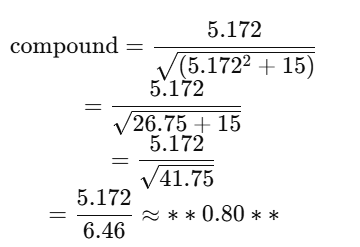 compound = 5.172 / √(5.172² + 15)
= 5.172 / √26.75 + 15
= 5.172 / √41.75
= 5.172 / 6.46 ≈ * * 0.80 * *